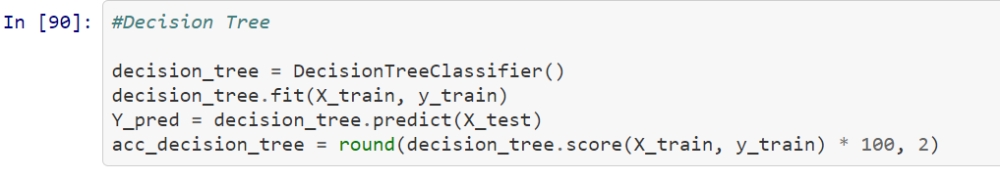 In [90]: #Decision Tree
decision_tree = DecisionTreeClassifier()
decision_tree.fit(X_train, y_train)
Y_pred = decision_tree.predict(X_test)
acc_decision_tree = round(decision_tree.score(X_train, y_train) * 100, 2)